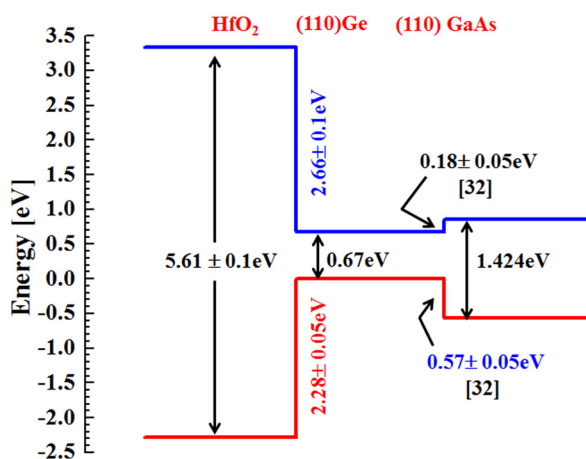 HfO₂ (110)Ge (110) GaAs
3.5
3.0
2.5
2.0
1.5
1.0
0.5
0.0
-0.5
-1.0
-1.5
-2.0
-2.5
Energy [eV]
5.61 ± 0.1eV
2.66± 0.1eV
0.67eV
2.28± 0.05eV
0.18± 0.05eV
[32]
1.424eV
0.57± 0.05eV
[32]